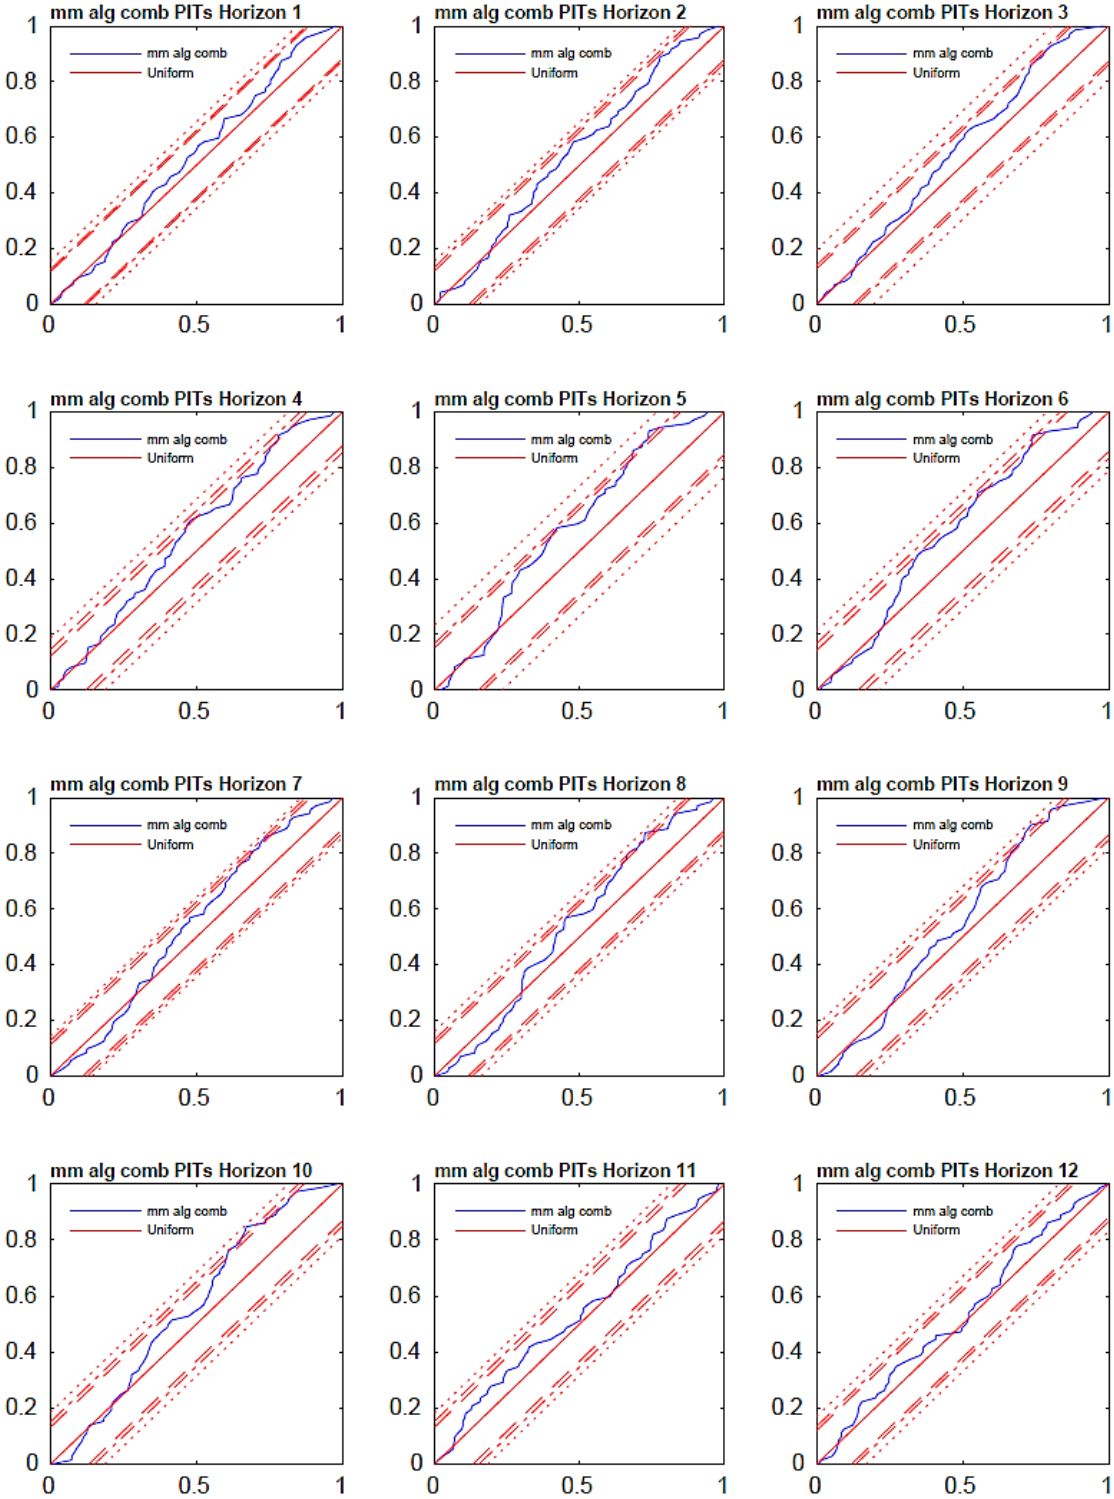 mm alg comb PITs Horizon 1
1
mm alg comb
Uniform
0.8
0.6
0.4
0.2
0
0 0.5 1
mm alg comb PITs Horizon 2
1
mm alg comb
Uniform
0.8
0.6
0.4
0.2
0
0 0.5 1
mm alg comb PITs Horizon 3
1
mm alg comb
Uniform
0.8
0.6
0.4
0.2
0
0 0.5 1
mm alg comb PITs Horizon 4
1
mm alg comb
Uniform
0.8
0.6
0.4
0.2
0
0 0.5 1
mm alg comb PITs Horizon 5
1
mm alg comb
Uniform
0.8
0.6
0.4
0.2
0
0 0.5 1
mm alg comb PITs Horizon 6
1
mm alg comb
Uniform
0.8
0.6
0.4
0.2
0
0 0.5 1
mm alg comb PITs Horizon 7
1
mm alg comb
Uniform
0.8
0.6
0.4
0.2
0
0 0.5 1
mm alg comb PITs Horizon 8
1
mm alg comb
Uniform
0.8
0.6
0.4
0.2
0
0 0.5 1
mm alg comb PITs Horizon 9
1
mm alg comb
Uniform
0.8
0.6
0.4
0.2
0
0 0.5 1
mm alg comb PITs Horizon 10
1
mm alg comb
Uniform
0.8
0.6
0.4
0.2
0
0 0.5 1
mm alg comb PITs Horizon 11
1
mm alg comb
Uniform
0.8
0.6
0.4
0.2
0
0 0.5 1
mm alg comb PITs Horizon 12
1
mm alg comb
Uniform
0.8
0.6
0.4
0.2
0
0 0.5 1